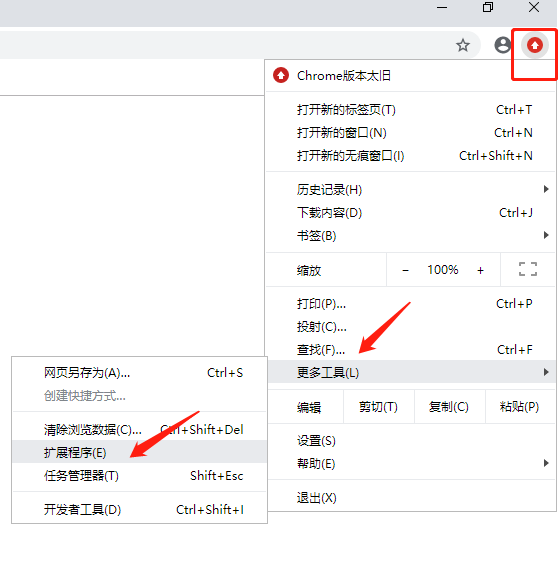 Chrome版本太旧
打开新的标签页(T) Ctrl+T
打开新的窗口(N) Ctrl+N
打开新的无痕窗口(I) Ctrl+Shift+N
历史记录(H)
下载内容(D) Ctrl+J
书签(B)
缩放 − 100% +
打印(P)... Ctrl+P
投射(C)...
查找(F)... Ctrl+F
更多工具(L)
编辑 剪切(T) 复制(C) 粘贴(P)
设置(S)
帮助(E)
退出(X)
网页另存为(A)... Ctrl+S
创建快捷方式...
清除浏览数据(C)... Ctrl+Shift+Del
扩展程序(E)
任务管理器(T) Shift+Esc
开发者工具(D) Ctrl+Shift+I